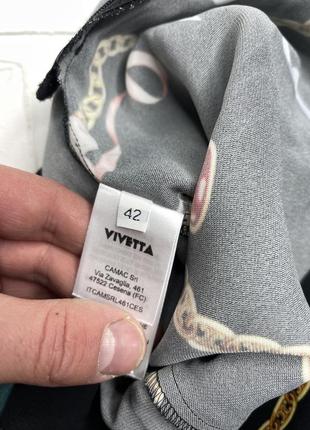 42
VIVETTA
CAMAC Srl
Via Zavaglia, 461
47522 Cesena (FC)
ITCAMSRL461CES